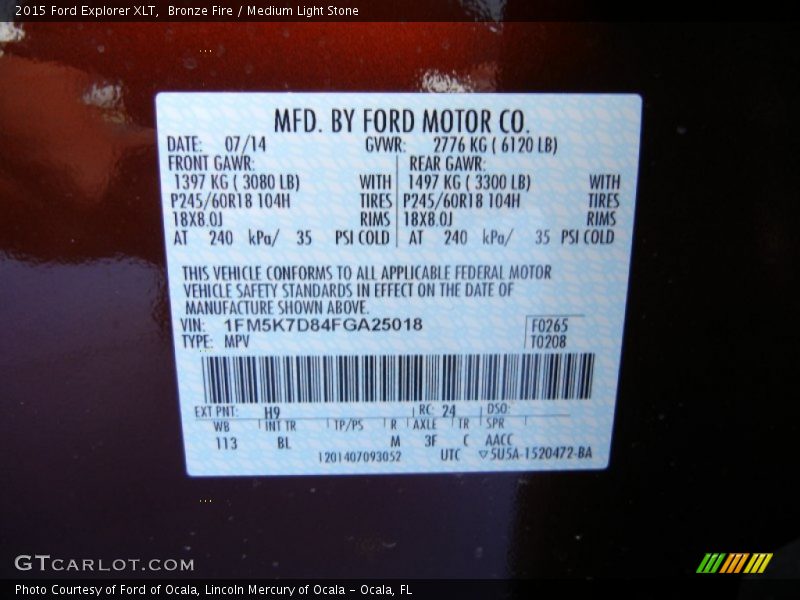 2015 Ford Explorer XLT,  Bronze Fire / Medium Light Stone
MFD. BY FORD MOTOR CO.
DATE: 07/14 GVWR: 2776 KG ( 6120 LB)
FRONT GAWR: REAR GAWR:
1397 KG ( 3080 LB) WITH 1497 KG ( 3300 LB) WITH
P245/60R18 104H TIRES P245/60R18 104H TIRES
18X8.0J RIMS 18X8.0J RIMS
AT 240 kPa/ 35 PSI COLD AT 240 kPa/ 35 PSI COLD
THIS VEHICLE CONFORMS TO ALL APPLICABLE FEDERAL MOTOR
VEHICLE SAFETY STANDARDS IN EFFECT ON THE DATE OF
MANUFACTURE SHOWN ABOVE.
VIN: 1FM5K7D84FGA25018 F0265
TYPE: MPV T0208
EXT PNT: H9 RC: 24 DSO:
WB INT TR TP/PS R AXLE TR SPR
113 BL M 3F C AACC
1201407093052 UTC ▽5U5A-1520472-BA
GTCARLOT.COM
Photo Courtesy of Ford of Ocala, Lincoln Mercury of Ocala - Ocala, FL